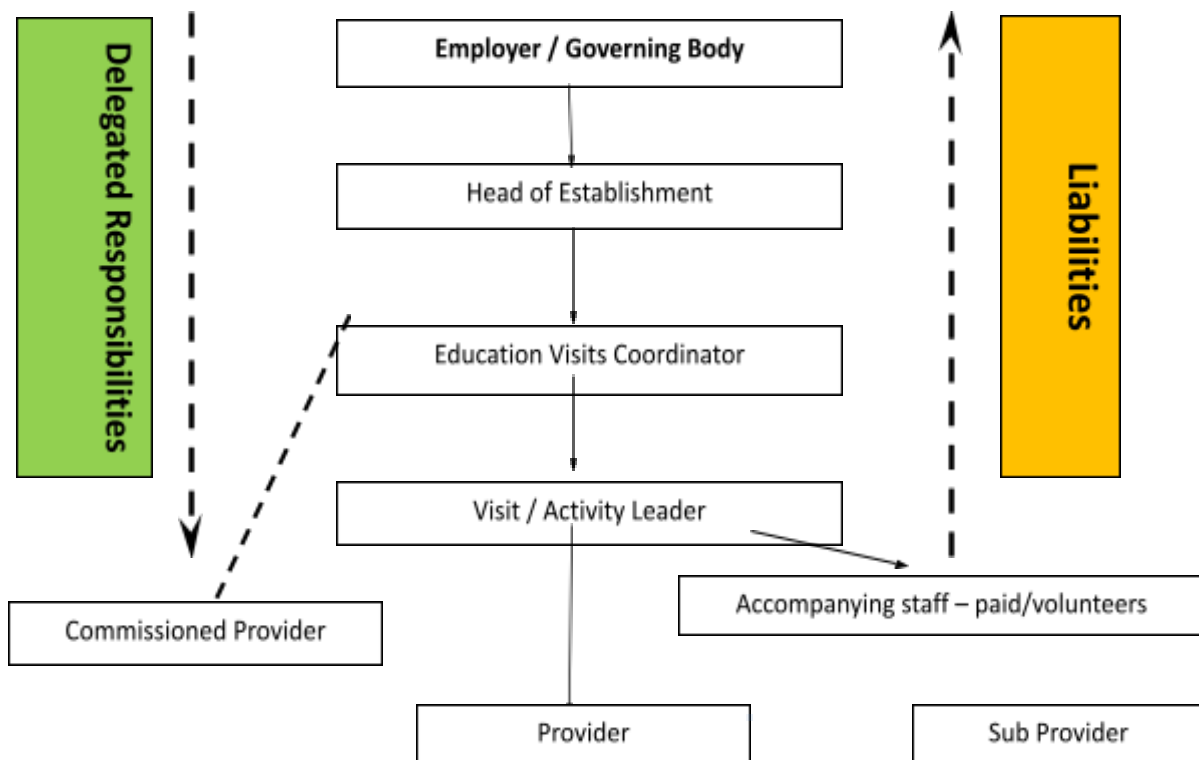 Delegated Responsibilities
Employer / Governing Body
Liabilities
Head of Establishment
Education Visits Coordinator
Visit / Activity Leader
Accompanying staff – paid/volunteers
Commissioned Provider
Provider
Sub Provider